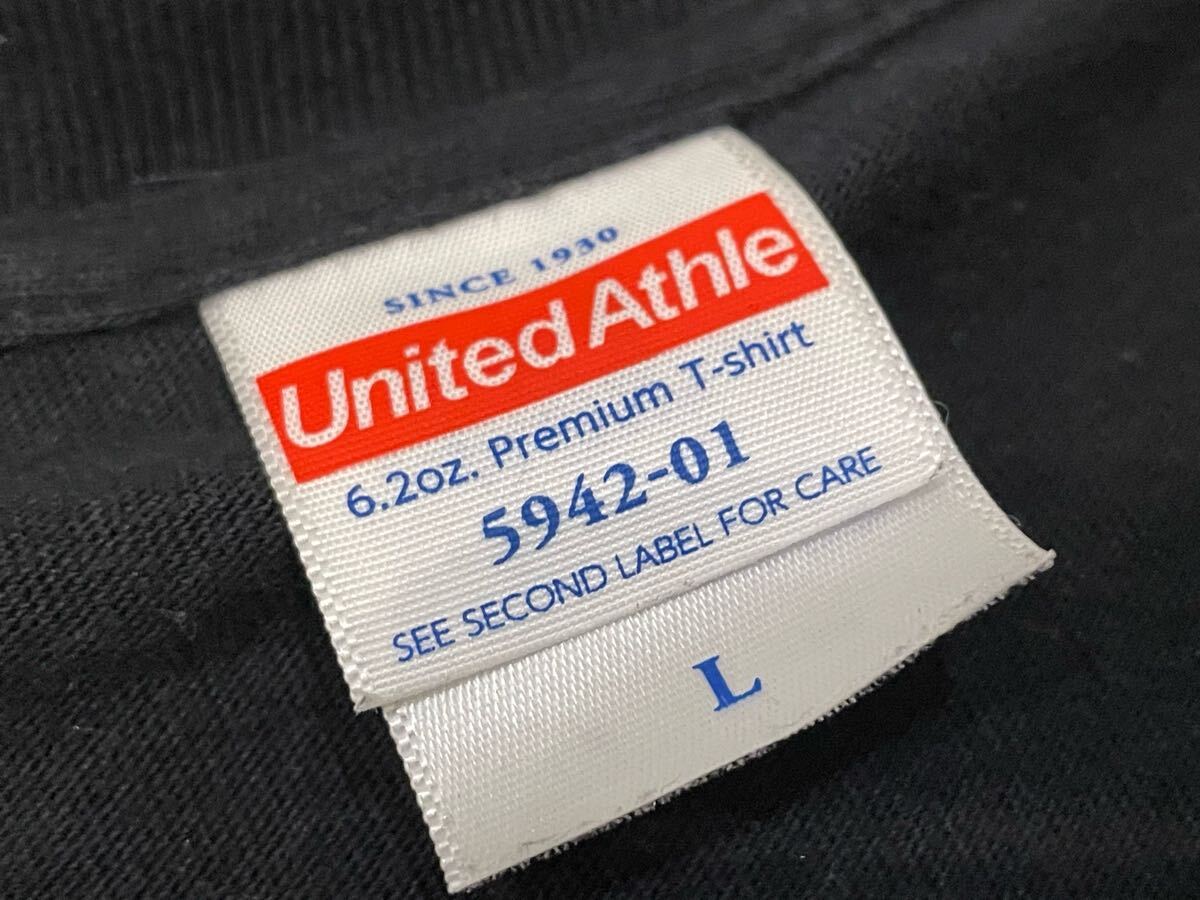 SINCE 1930
United Athle
6.2oz. Premium T-shirt
5942-01
SEE SECOND LABEL FOR CARE
L